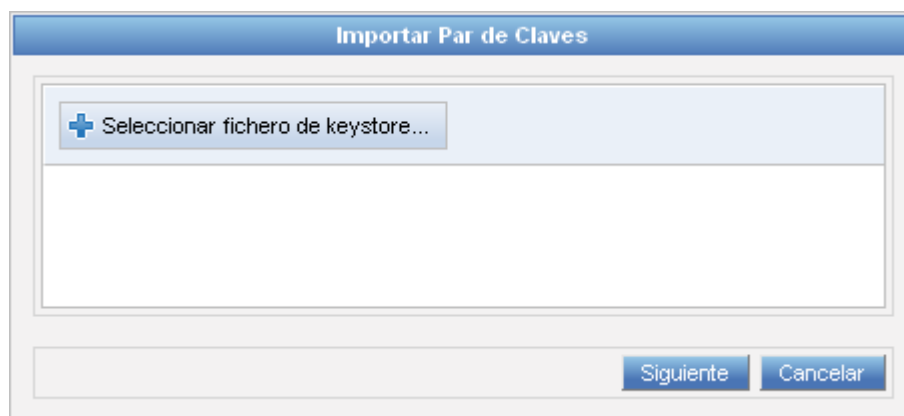 Importar Par de Claves
Seleccionar fichero de keystore...
Siguiente
Cancelar